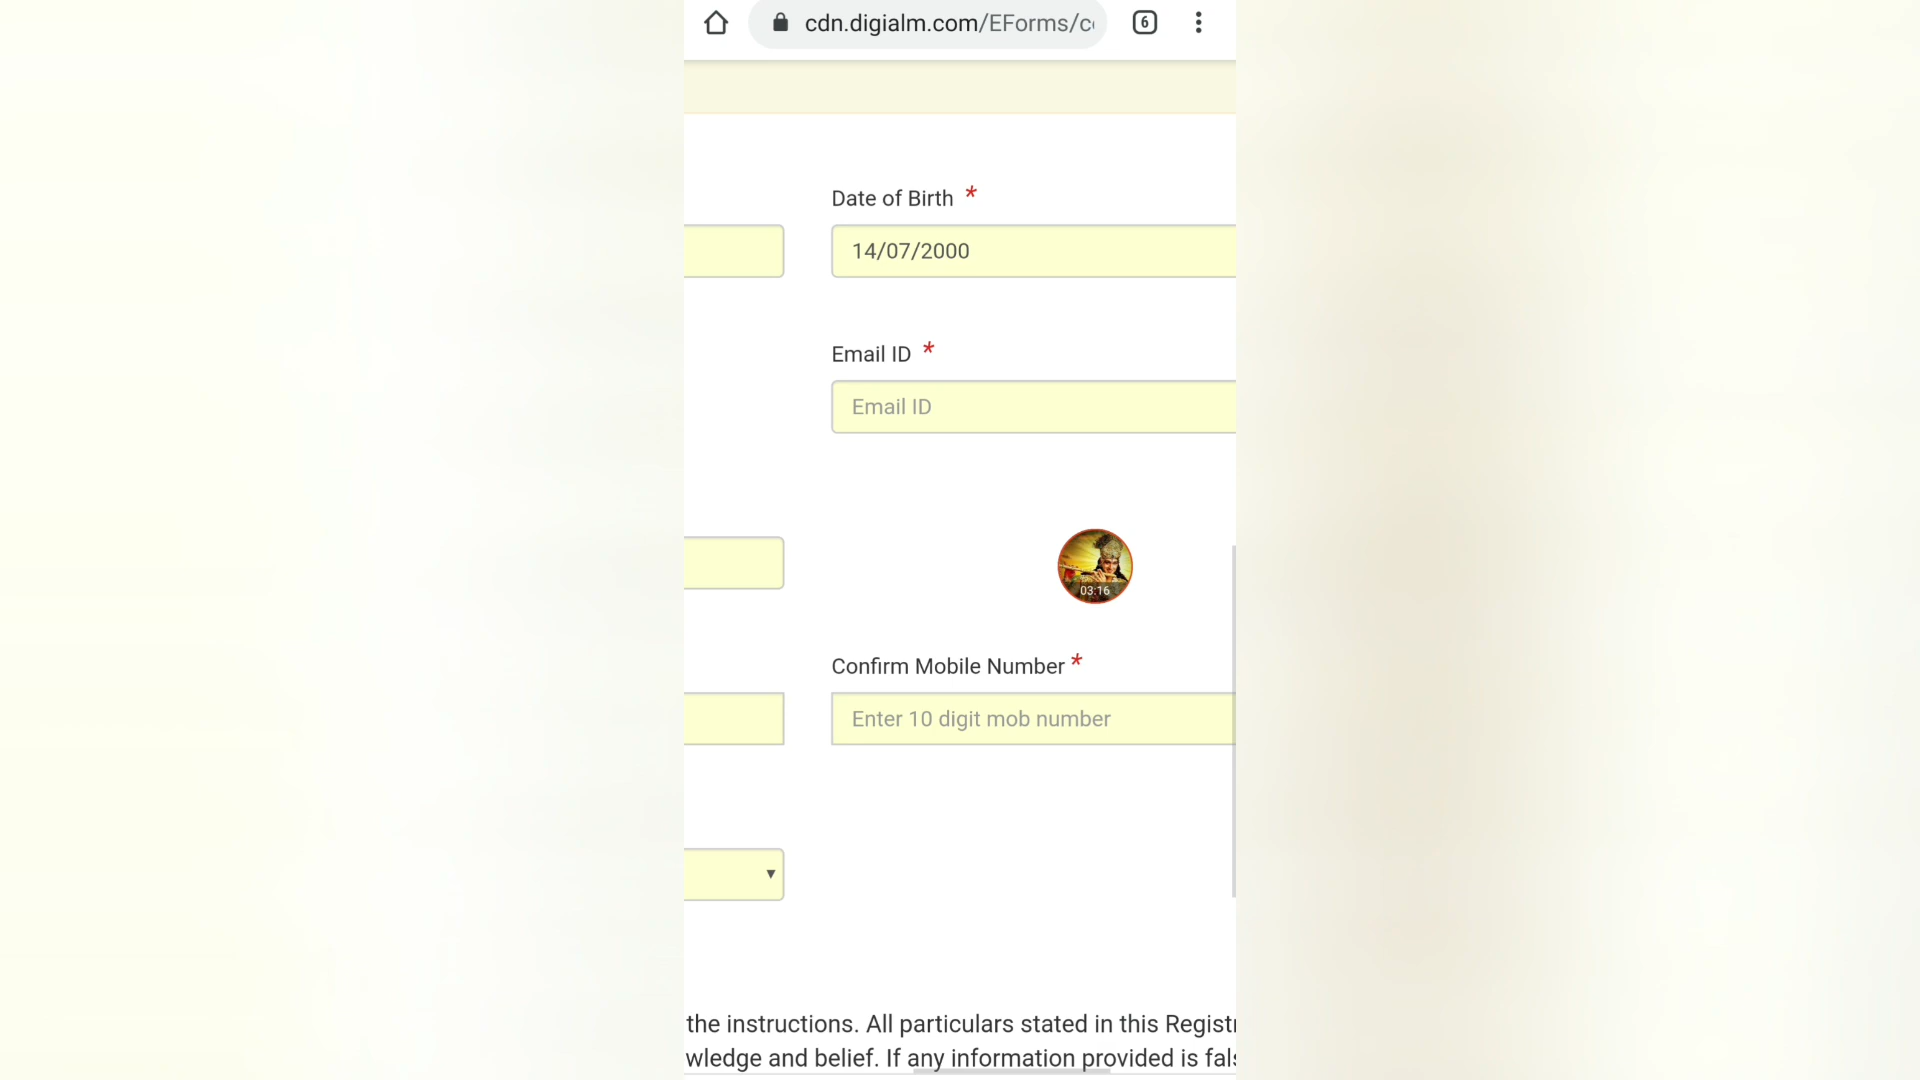 cdn.digialm.com/EForms/c
6
Date of Birth *
14/07/2000
Email ID *
Email ID
03:16
Confirm Mobile Number *
Enter 10 digit mob number
the instructions. All particulars stated in this Regist
wledge and belief. If any information provided is fal